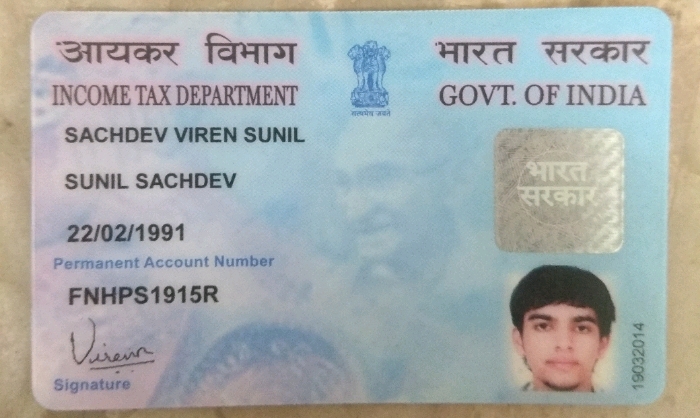 आयकर विभाग
भारत सरकार
INCOME TAX DEPARTMENT
GOVT. OF INDIA
सत्यमेव जयते
SACHDEV VIREN SUNIL
SUNIL SACHDEV
22/02/1991
Permanent Account Number
FNHPS1915R
Signature
भारत
सरकार
19032014